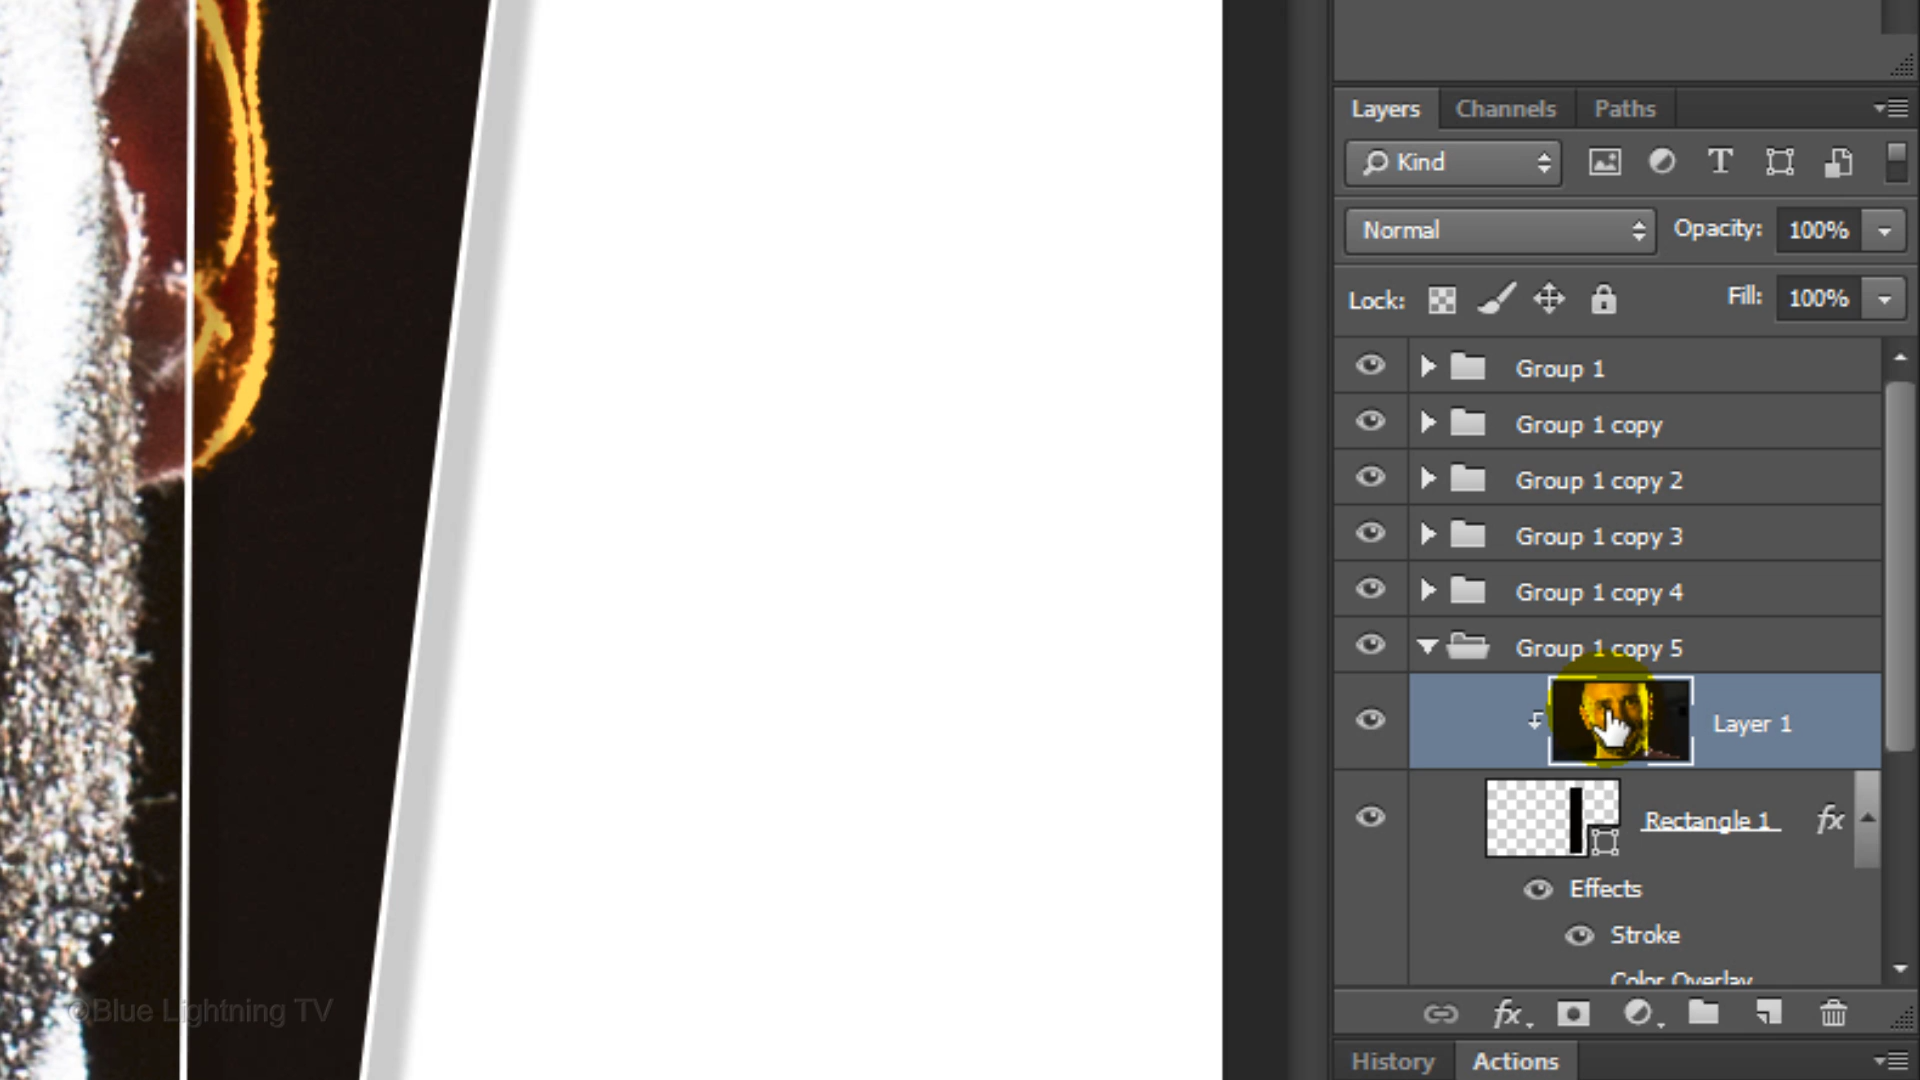 Layers Channels Paths
Kind
Normal Opacity: 100%
Lock: Fill: 100%
Group 1
Group 1 copy
Group 1 copy 2
Group 1 copy 3
Group 1 copy 4
Group 1 copy 5
Layer 1
Rectangle 1 fx
Effects
Stroke
Color Overlay
fx
History Actions
©Blue Lightning TV